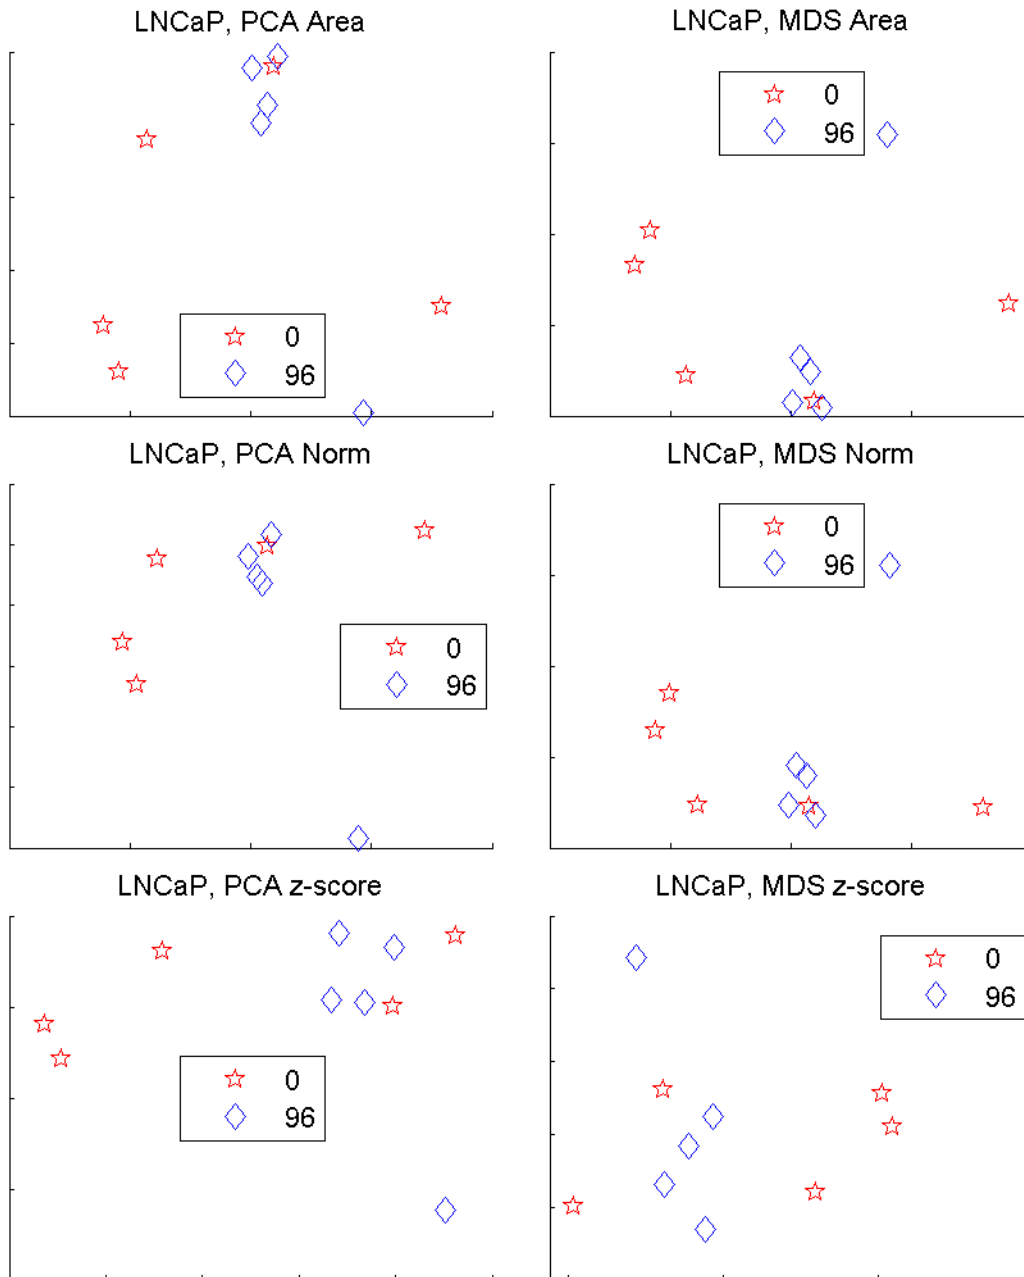 LNCaP, PCA Area
0
96
LNCaP, MDS Area
0
96
LNCaP, PCA Norm
0
96
LNCaP, MDS Norm
0
96
LNCaP, PCA z-score
0
96
LNCaP, MDS z-score
0
96